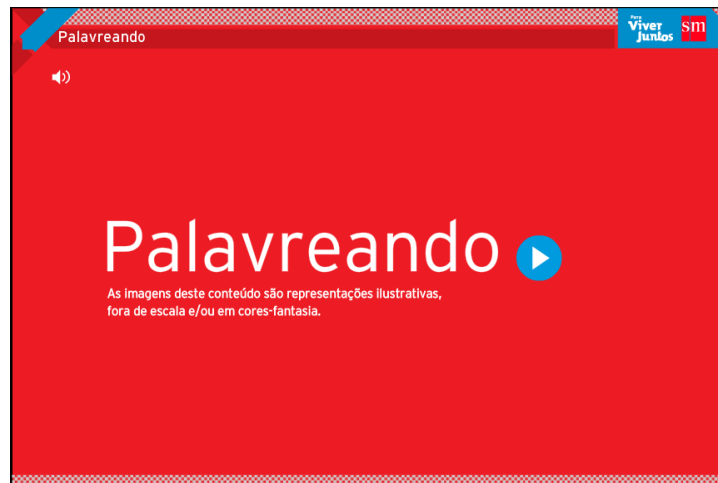 Palavreando
Para
Viver
Juntos
sm
Palavreando
As imagens deste conteúdo são representações ilustrativas,
fora de escala e/ou em cores-fantasia.